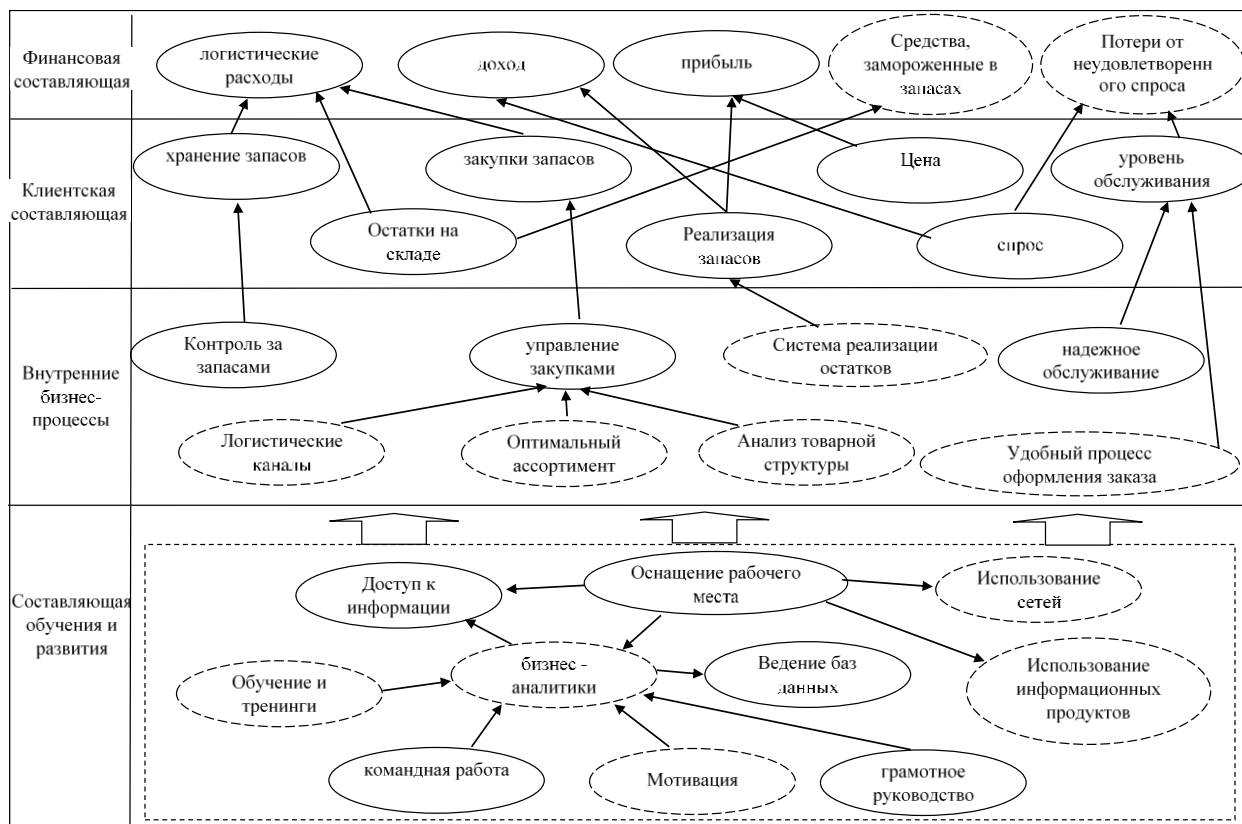 Финансовая
составляющая
логистические
расходы
доход
прибыль
Средства,
замороженные в
запасах
Потери от
неудовлетворенн
ого спроса
Клиентская
составляющая
хранение запасов
закупки запасов
Цена
уровень
обслуживания
Остатки на
складе
Реализация
запасов
спрос
Внутренние
бизнес-
процессы
Контроль за
запасами
управление
закупками
Система реализации
остатков
надежное
обслуживание
Логистические
каналы
Оптимальный
ассортимент
Анализ товарной
структуры
Удобный процесс
оформления заказа
Составляющая
обучения и
развития
Доступ к
информации
Оснащение рабочего
места
Использование
сетей
Обучение и
тренинги
бизнес -
аналитики
Ведение баз
данных
Использование
информационных
продуктов
командная работа
Мотивация
грамотное
руководство